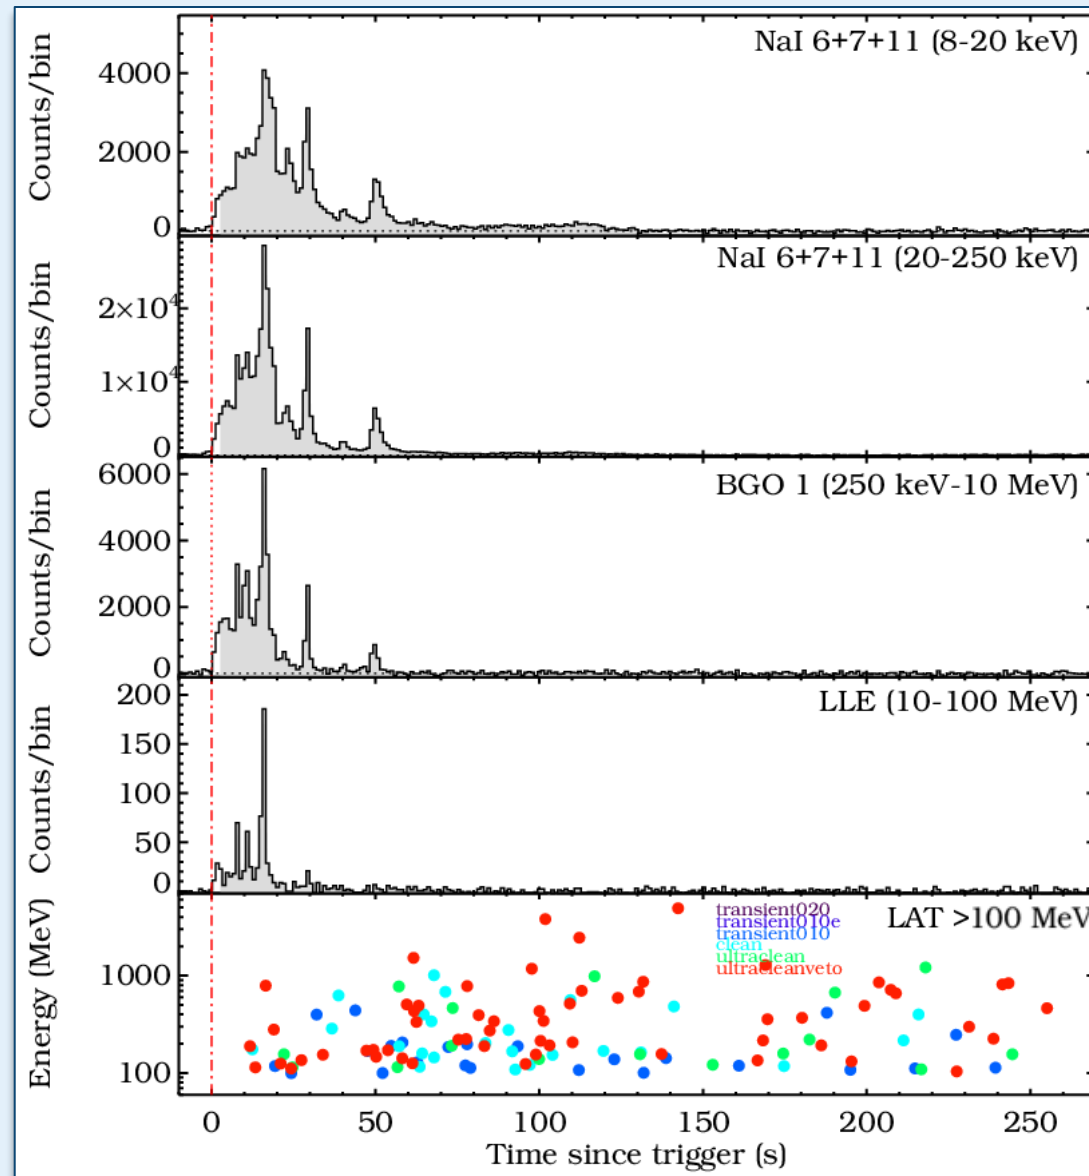 NaI 6+7+11 (8-20 keV)
Counts/bin
4000
2000
0
NaI 6+7+11 (20-250 keV)
Counts/bin
2×10⁴
1×10⁴
0
BGO 1 (250 keV-10 MeV)
Counts/bin
6000
4000
2000
0
LLE (10-100 MeV)
Counts/bin
200
150
100
50
0
LAT >100 MeV
Energy (MeV)
1000
100
transient020
transient010e
transient010
clean
ultraclean
ultracleanveto
0 50 100 150 200 250
Time since trigger (s)